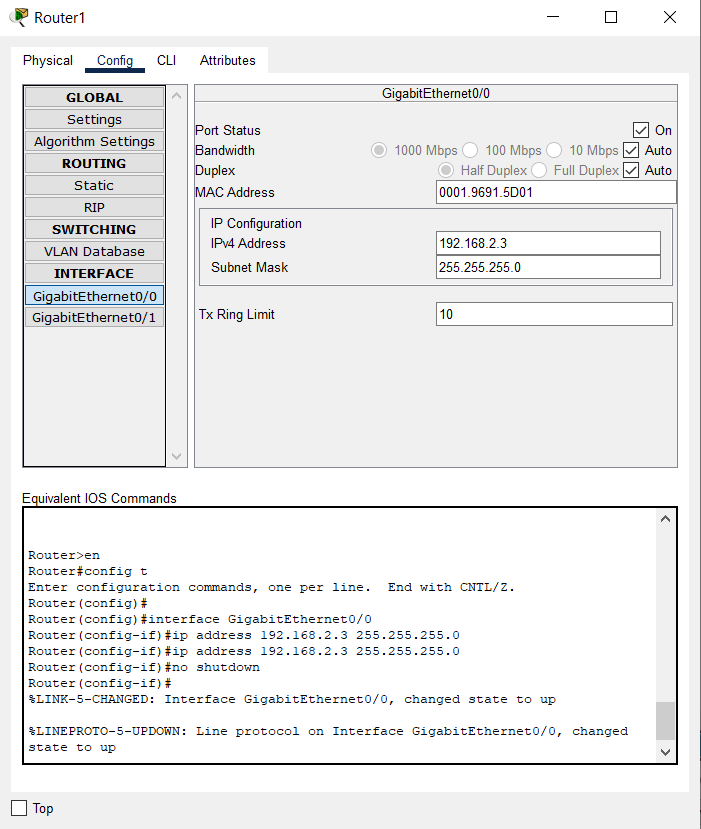 Router1
Physical Config CLI Attributes
GLOBAL
Settings
Algorithm Settings
ROUTING
Static
RIP
SWITCHING
VLAN Database
INTERFACE
GigabitEthernet0/0
GigabitEthernet0/1
GigabitEthernet0/0
Port Status On
Bandwidth 1000 Mbps 100 Mbps 10 Mbps Auto
Duplex Half Duplex Full Duplex Auto
MAC Address 0001.9691.5D01
IP Configuration
IPv4 Address 192.168.2.3
Subnet Mask 255.255.255.0
Tx Ring Limit 10
Equivalent IOS Commands
Router>en
Router#config t
Enter configuration commands, one per line.  End with CNTL/Z.
Router(config)#
Router(config)#interface GigabitEthernet0/0
Router(config-if)#ip address 192.168.2.3 255.255.255.0
Router(config-if)#ip address 192.168.2.3 255.255.255.0
Router(config-if)#no shutdown
Router(config-if)#
%LINK-5-CHANGED: Interface GigabitEthernet0/0, changed state to up
%LINEPROTO-5-UPDOWN: Line protocol on Interface GigabitEthernet0/0, changed
state to up
Top